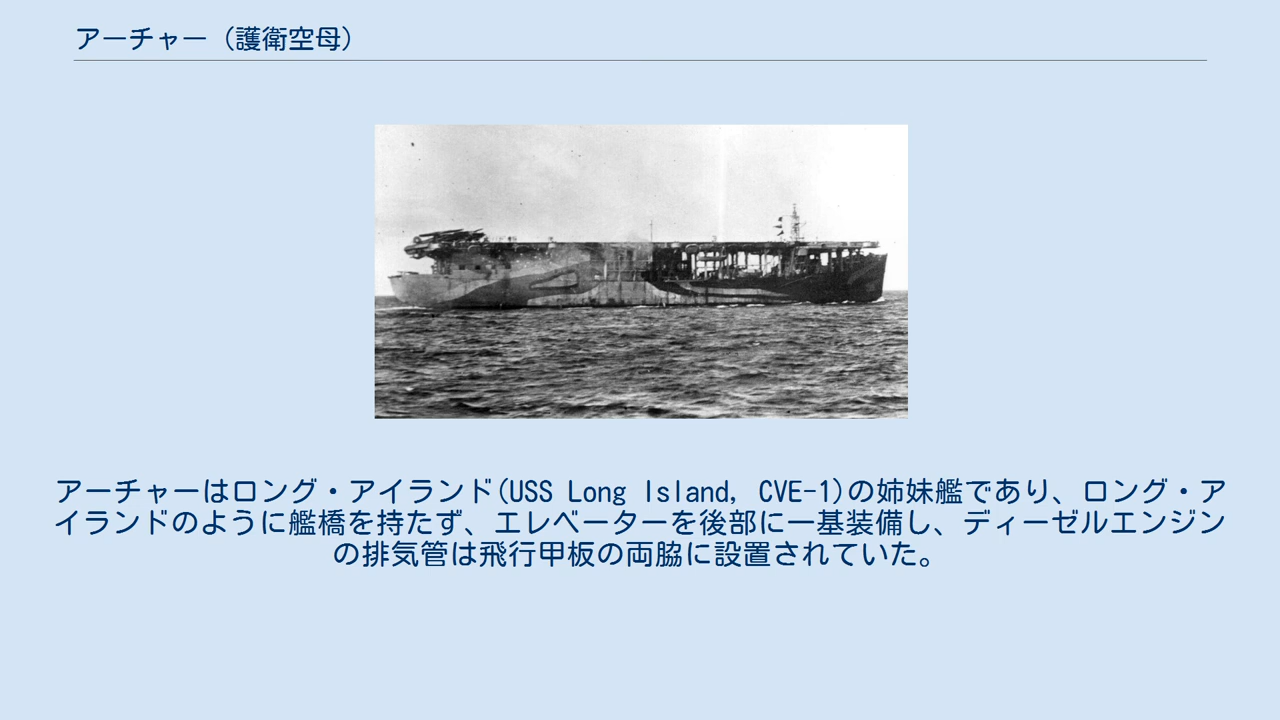 アーチャー（護衛空母）
アーチャーはロング・アイランド(USS Long Island, CVE-1)の姉妹艦であり、ロング・ア
イランドのように艦橋を持たず、エレベーターを後部に一基装備し、ディーゼルエンジン
の排気管は飛行甲板の両脇に設置されていた。